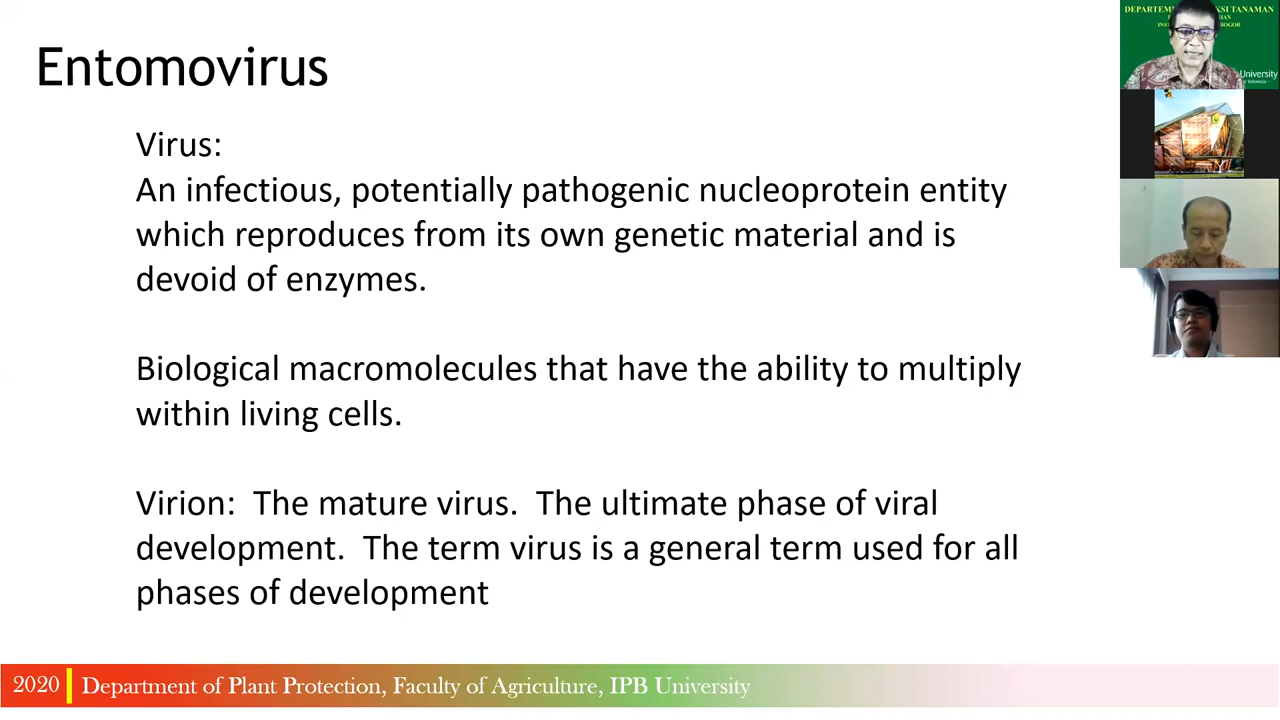 Entomovirus
Virus:
An infectious, potentially pathogenic nucleoprotein entity
which reproduces from its own genetic material and is
devoid of enzymes.
Biological macromolecules that have the ability to multiply
within living cells.
Virion:  The mature virus.  The ultimate phase of viral
development.  The term virus is a general term used for all
phases of development
2020
Department of Plant Protection, Faculty of Agriculture, IPB University
TANAMAN
BOGOR
University